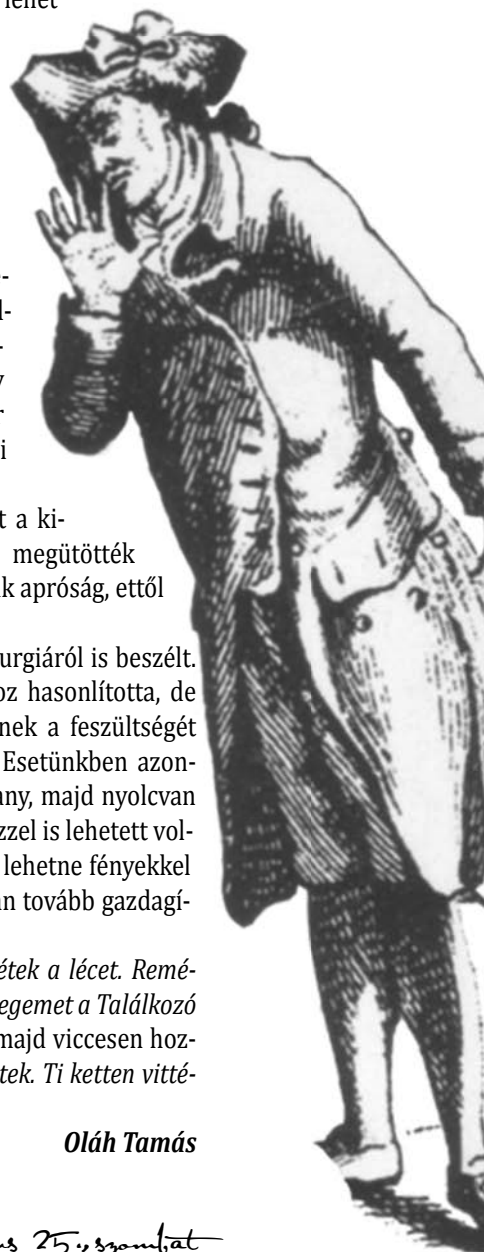 lehet
-
l-
-
y
r
i
t a ki-
megütötték
k apróság, ettől
urgiáról is beszélt.
oz hasonlította, de
nek a feszültségét
Esetünkben azon-
any, majd nyolcvan
zzel is lehetett vol-
lehetne fényekkel
n tovább gazdagí-
étek a lécet. Remé-
egemet a Találkozó
majd viccesen hoz-
tek. Ti ketten vitté-
Oláh Tamás
us 25., szombat